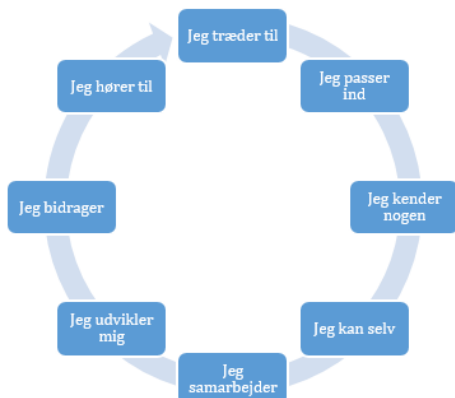 Jeg træder til
Jeg passer
ind
Jeg kender
nogen
Jeg kan selv
Jeg
samarbejder
Jeg udvikler
mig
Jeg bidrager
Jeg hører til